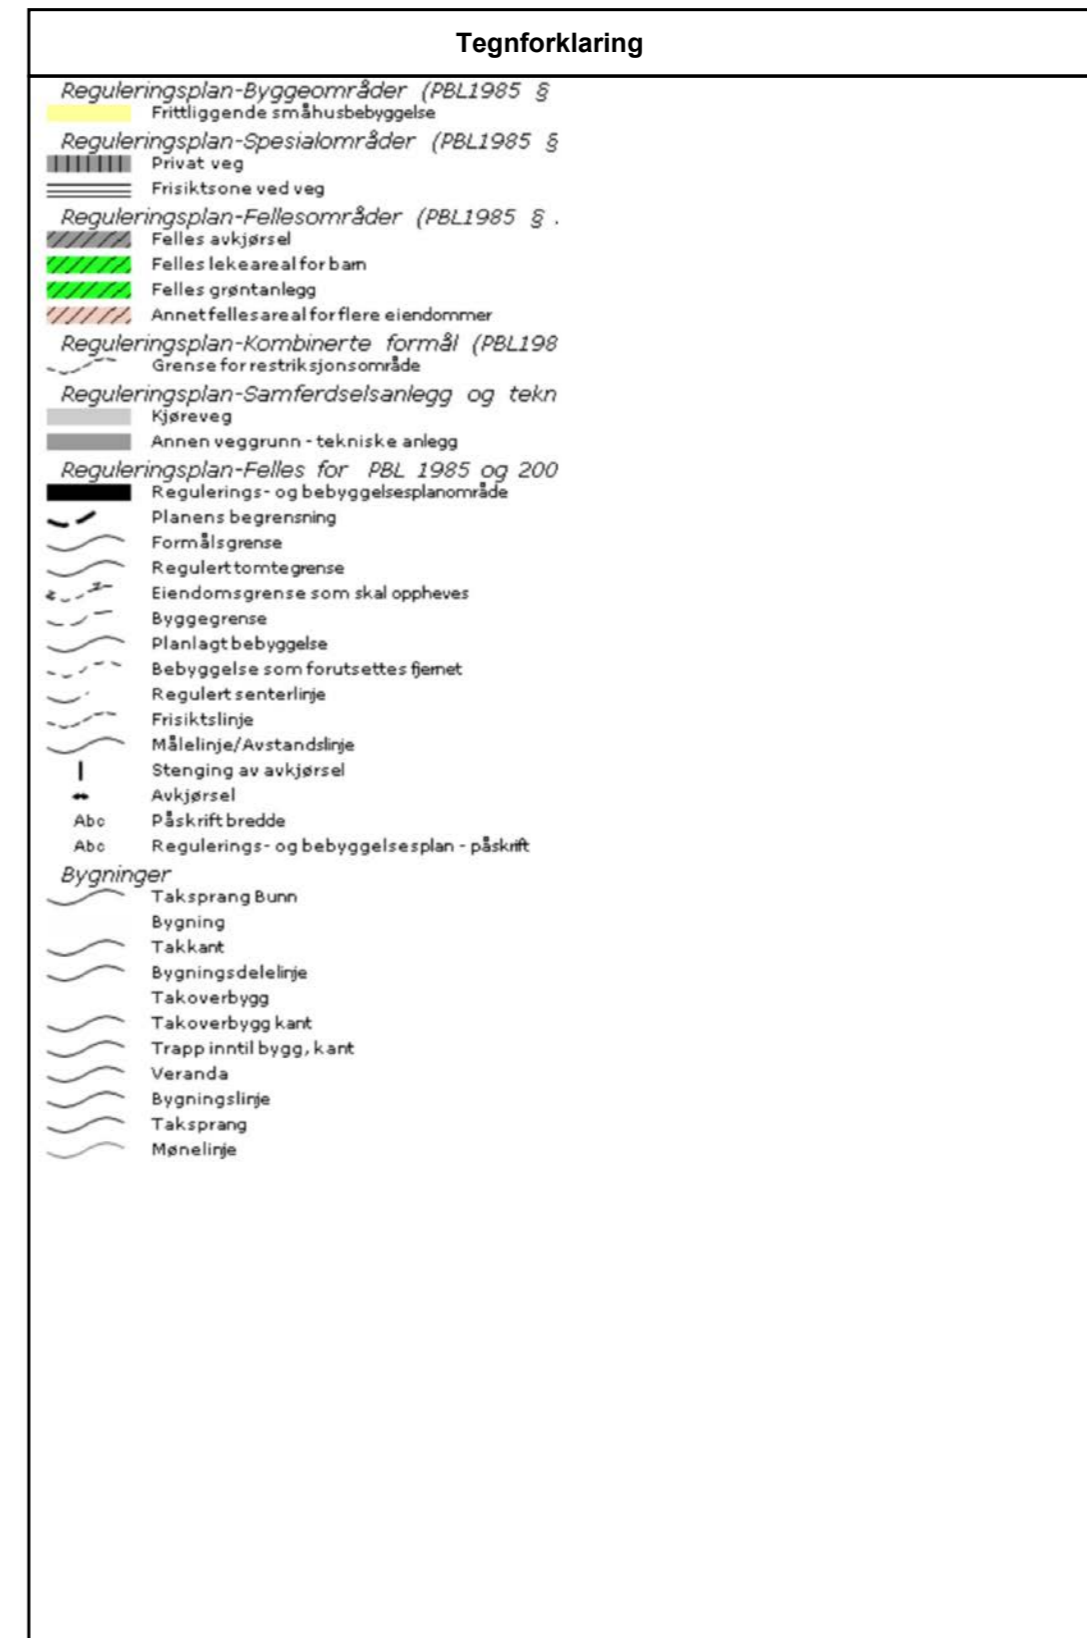 Tegnforklaring
Reguleringsplan-Byggeområder (PBL1985 §
Frittliggende småhusbebyggelse
Reguleringsplan-Spesialområder (PBL1985 §
Privat veg
Frisiktsone ved veg
Reguleringsplan-Fellesområder (PBL1985 § .
Felles avkjørsel
Felles lekeareal for barn
Felles grøntanlegg
Annet fellesareal for flere eiendommer
Reguleringsplan-Kombinerte formål (PBL198
Grense for restriksjonsområde
Reguleringsplan-Samferdselsanlegg og tekn
Kjøreveg
Annen veggrunn - tekniske anlegg
Reguleringsplan-Felles for PBL 1985 og 200
Regulerings- og bebyggelsesplanområde
Planens begrensning
Formålsgrense
Regulert tomtegrense
Eiendomsgrense som skal oppheves
Byggegrense
Planlagt bebyggelse
Bebyggelse som forutsettes fjernet
Regulert senterlinje
Frisiktslinje
Målelinje/Avstandslinje
Stenging av avkjørsel
Avkjørsel
Abc Påskrift bredde
Abc Regulerings- og bebyggelsesplan - påskrift
Bygninger
Taksprang Bunn
Bygning
Takkant
Bygningsdelelinje
Takoverbygg
Takoverbygg kant
Trapp inntil bygg, kant
Veranda
Bygningslinje
Taksprang
Mønelinje